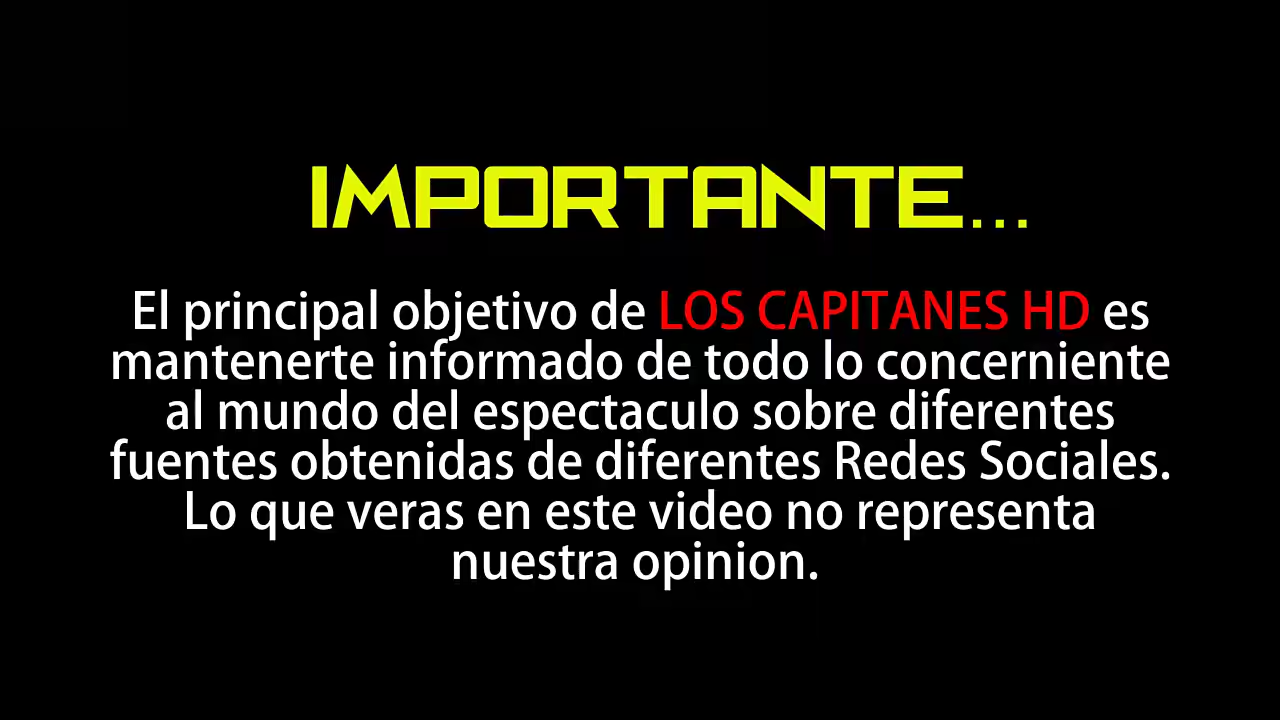 IMPORTANTE...
El principal objetivo de LOS CAPITANES HD es
mantenerte informado de todo lo concerniente
al mundo del espectaculo sobre diferentes
fuentes obtenidas de diferentes Redes Sociales.
Lo que veras en este video no representa
nuestra opinion.